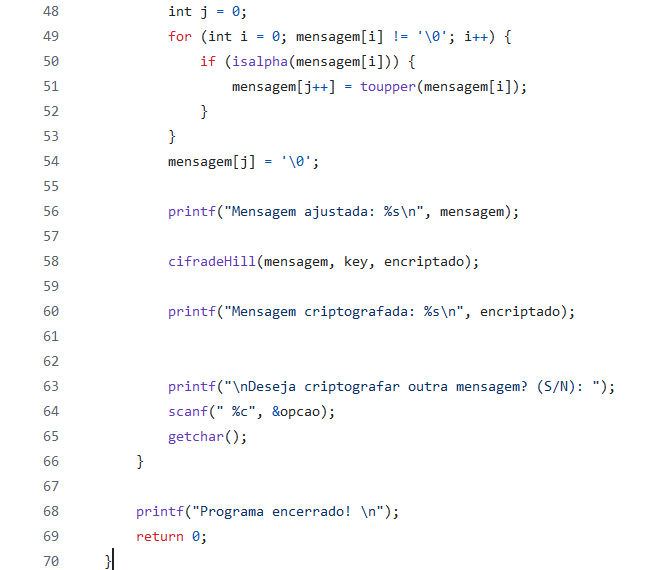 48 int j = 0;
49 for (int i = 0; mensagem[i] != '\0'; i++) {
50 if (isalpha(mensagem[i])) {
51 mensagem[j++] = toupper(mensagem[i]);
52 }
53 }
54 mensagem[j] = '\0';
55
56 printf("Mensagem ajustada: %s\n", mensagem);
57
58 cifradeHill(mensagem, key, encriptado);
59
60 printf("Mensagem criptografada: %s\n", encriptado);
61
62
63 printf("\nDeseja criptografar outra mensagem? (S/N): ");
64 scanf(" %c", &opcao);
65 getchar();
66 }
67
68 printf("Programa encerrado! \n");
69 return 0;
70 }